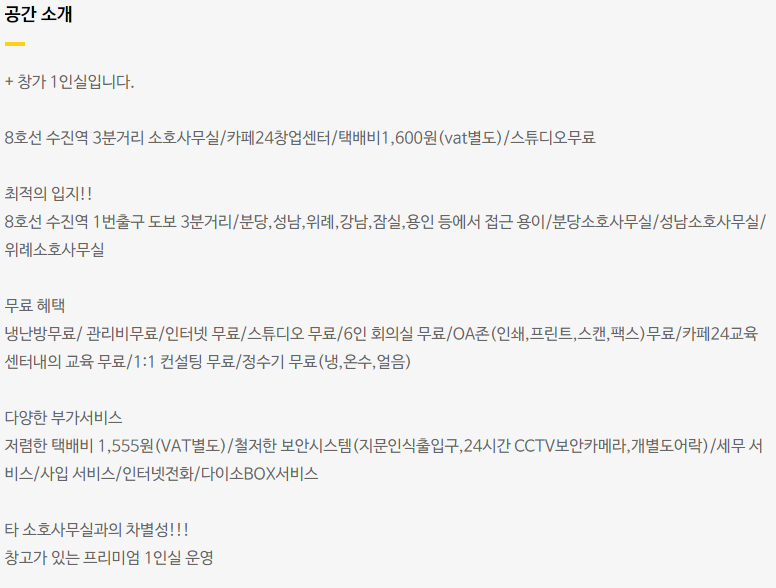 공간 소개
+ 창가 1인실입니다.
8호선 수진역 3분거리 소호사무실/카페24창업센터/택배비1,600원(vat별도)/스튜디오무료
최적의 입지!!
8호선 수진역 1번출구 도보 3분거리/분당,성남,위례,강남,잠실,용인 등에서 접근 용이/분당소호사무실/성남소호사무실/
위례소호사무실
무료 혜택
냉난방무료/ 관리비무료/인터넷 무료/스튜디오 무료/6인 회의실 무료/OA존(인쇄,프린트,스캔,팩스)무료/카페24교육
센터내의 교육 무료/1:1 컨설팅 무료/정수기 무료(냉,온수,얼음)
다양한 부가서비스
저렴한 택배비 1,555원(VAT별도)/철저한 보안시스템(지문인식출입구,24시간 CCTV보안카메라,개별도어락)/세무 서
비스/사입 서비스/인터넷전화/다이소BOX서비스
타 소호사무실과의 차별성!!!
창고가 있는 프리미엄 1인실 운영